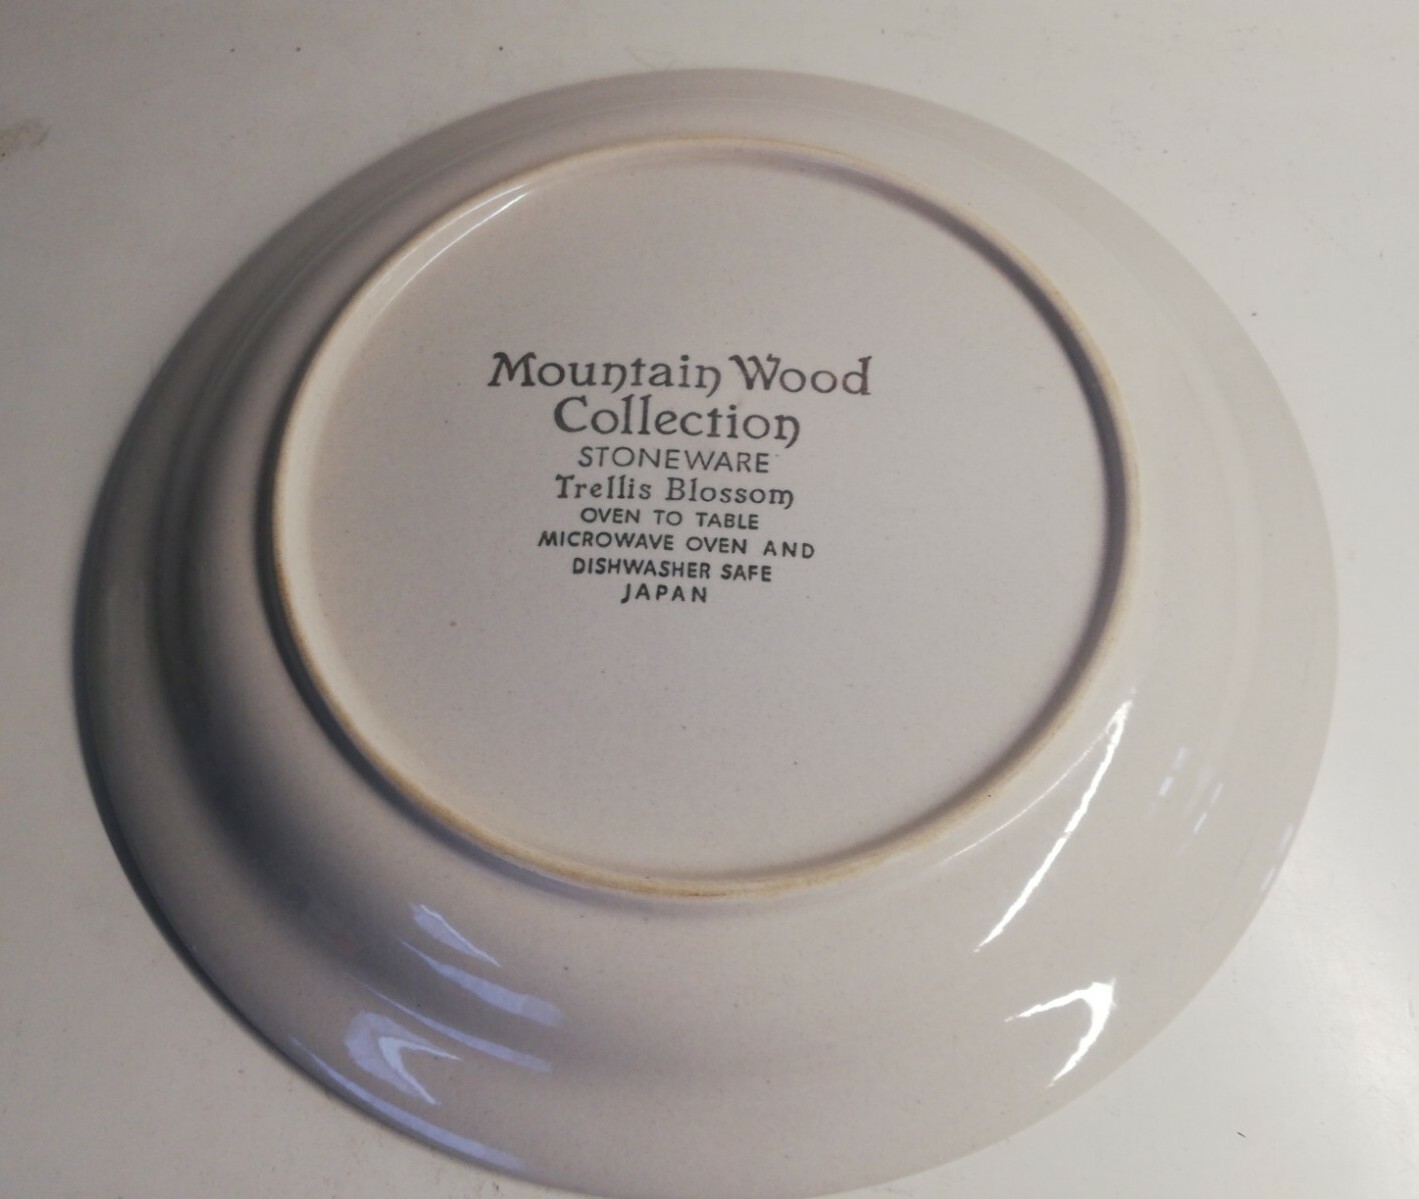 Mountain Wood
Collection
STONEWARE
Trellis Blossom
OVEN TO TABLE
MICROWAVE OVEN AND
DISHWASHER SAFE
JAPAN